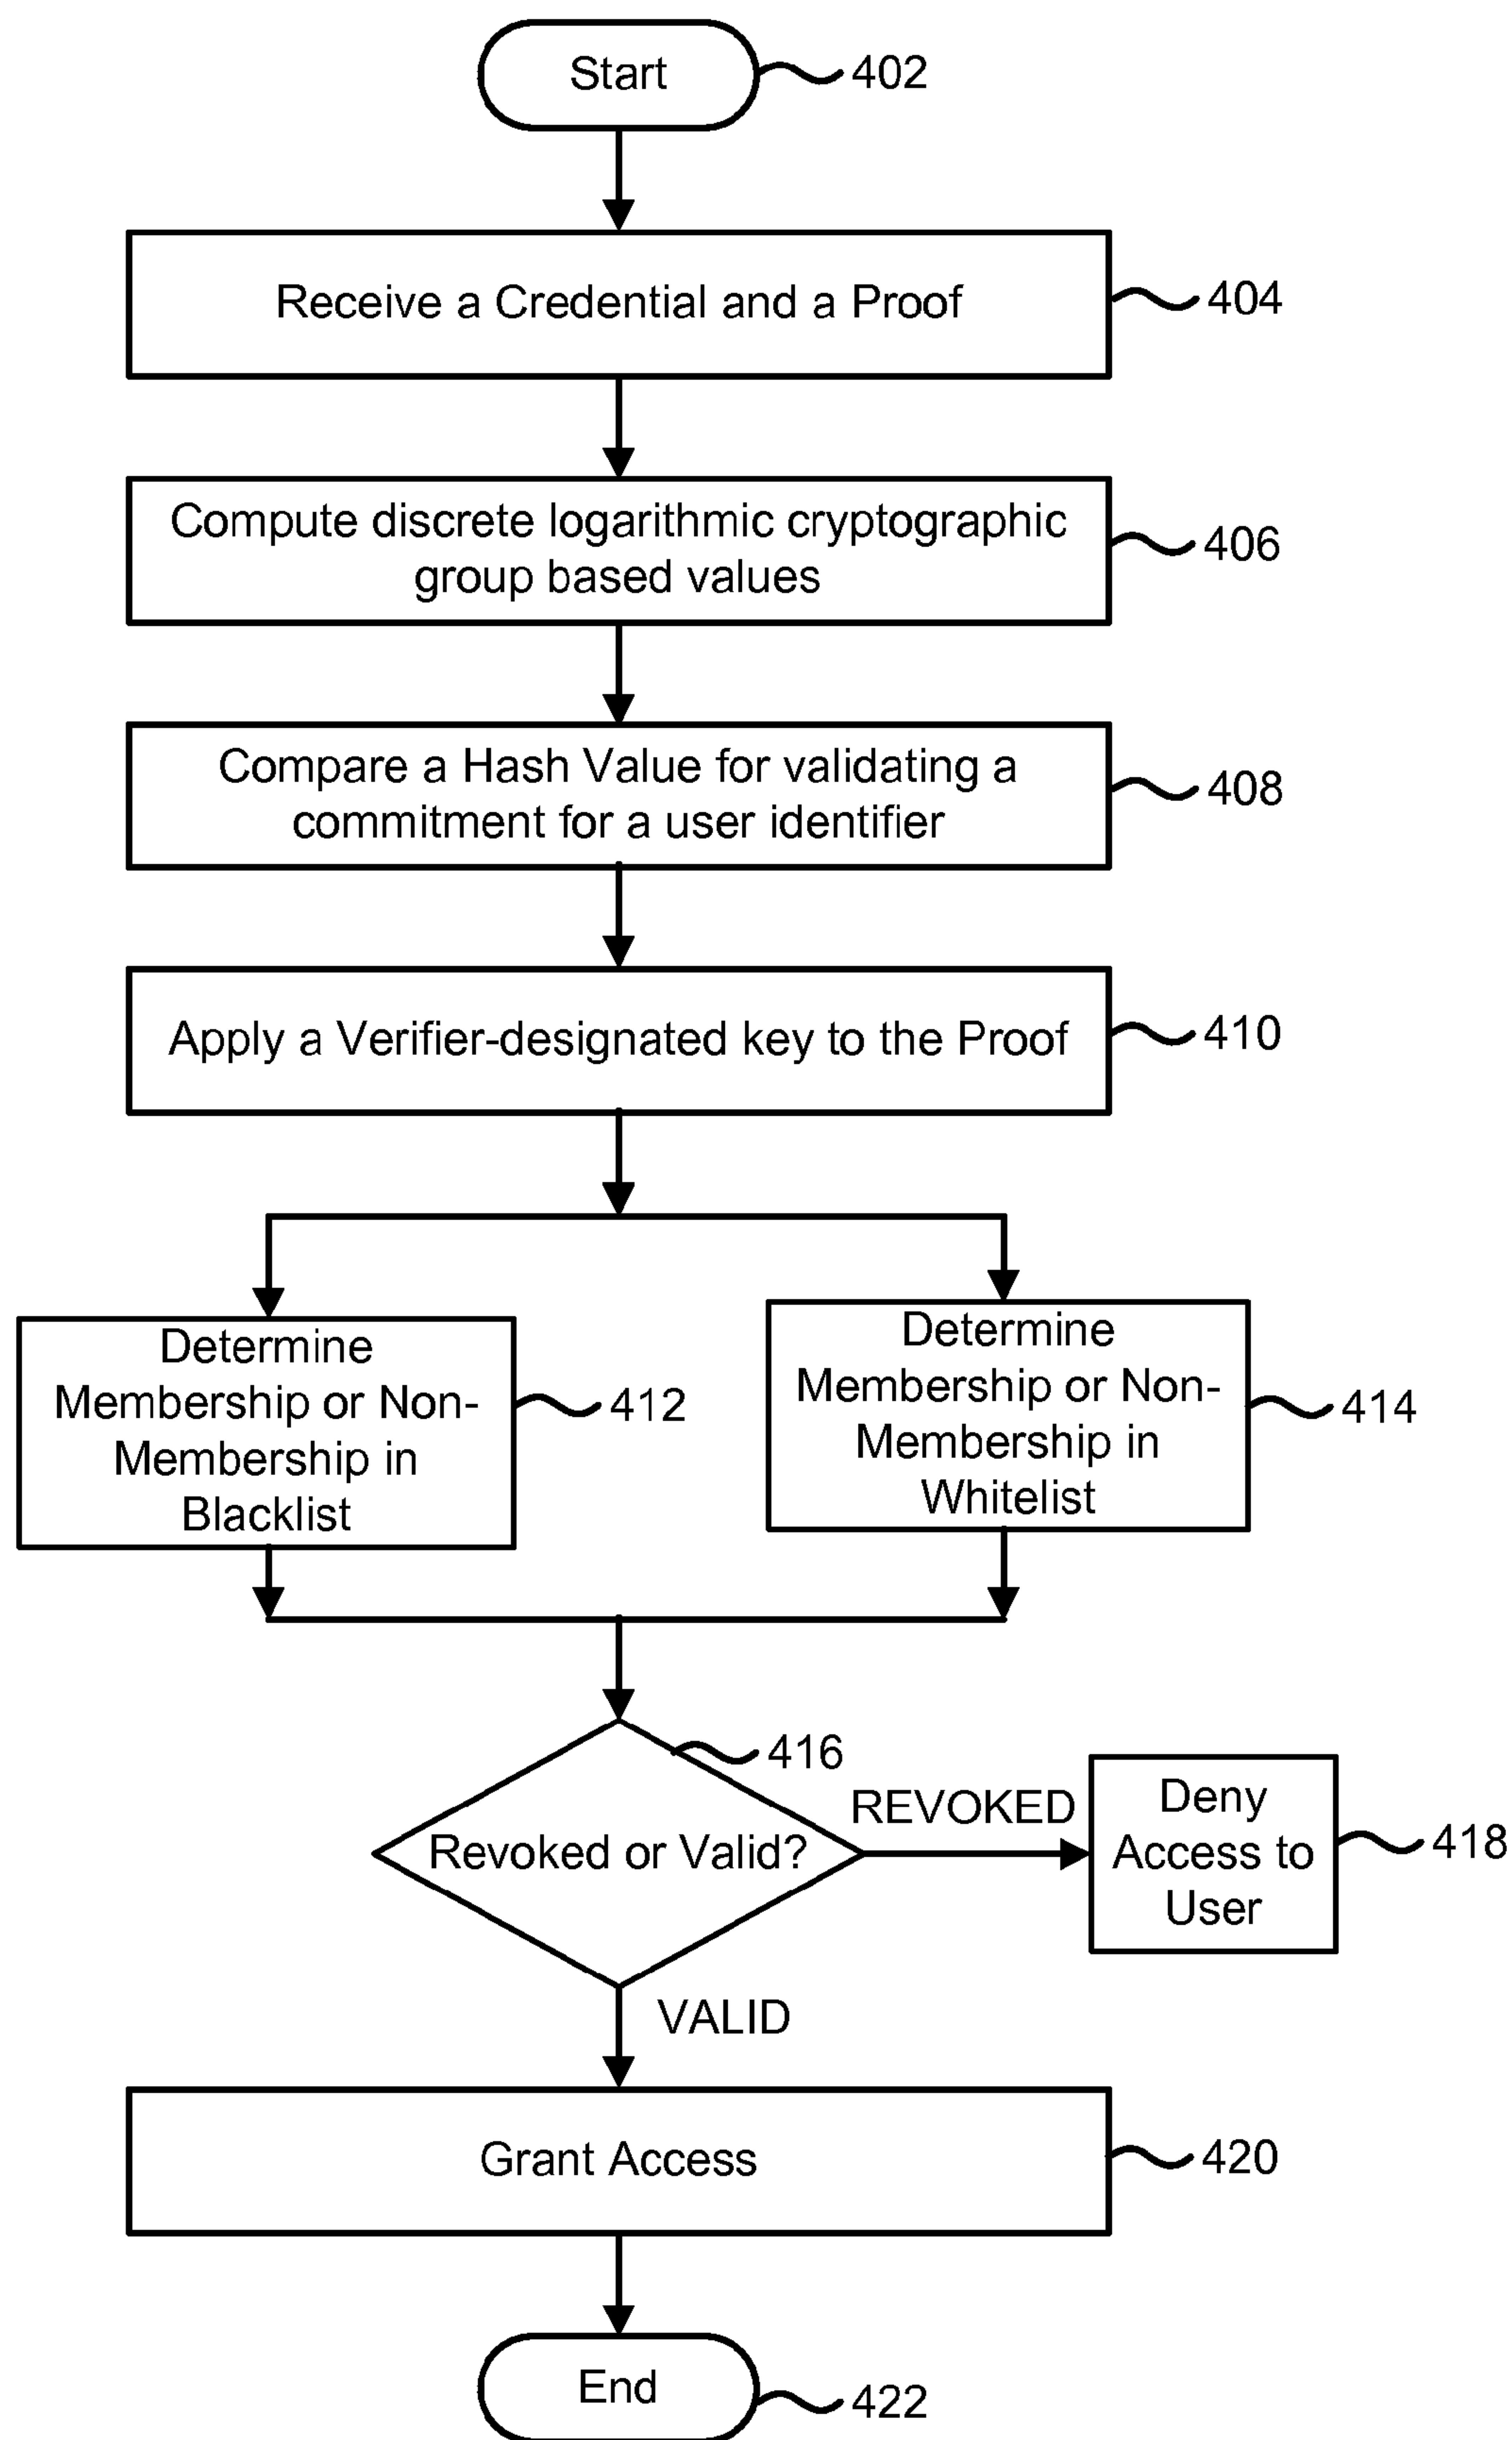 Start
402
Receive a Credential and a Proof
404
Compute discrete logarithmic cryptographic
group based values
406
Compare a Hash Value for validating a
commitment for a user identifier
408
Apply a Verifier-designated key to the Proof
410
Determine
Membership or Non-
Membership in
Blacklist
412
Determine
Membership or Non-
Membership in
Whitelist
414
416
Revoked or Valid?
REVOKED
Deny
Access to
User
418
VALID
Grant Access
420
End
422